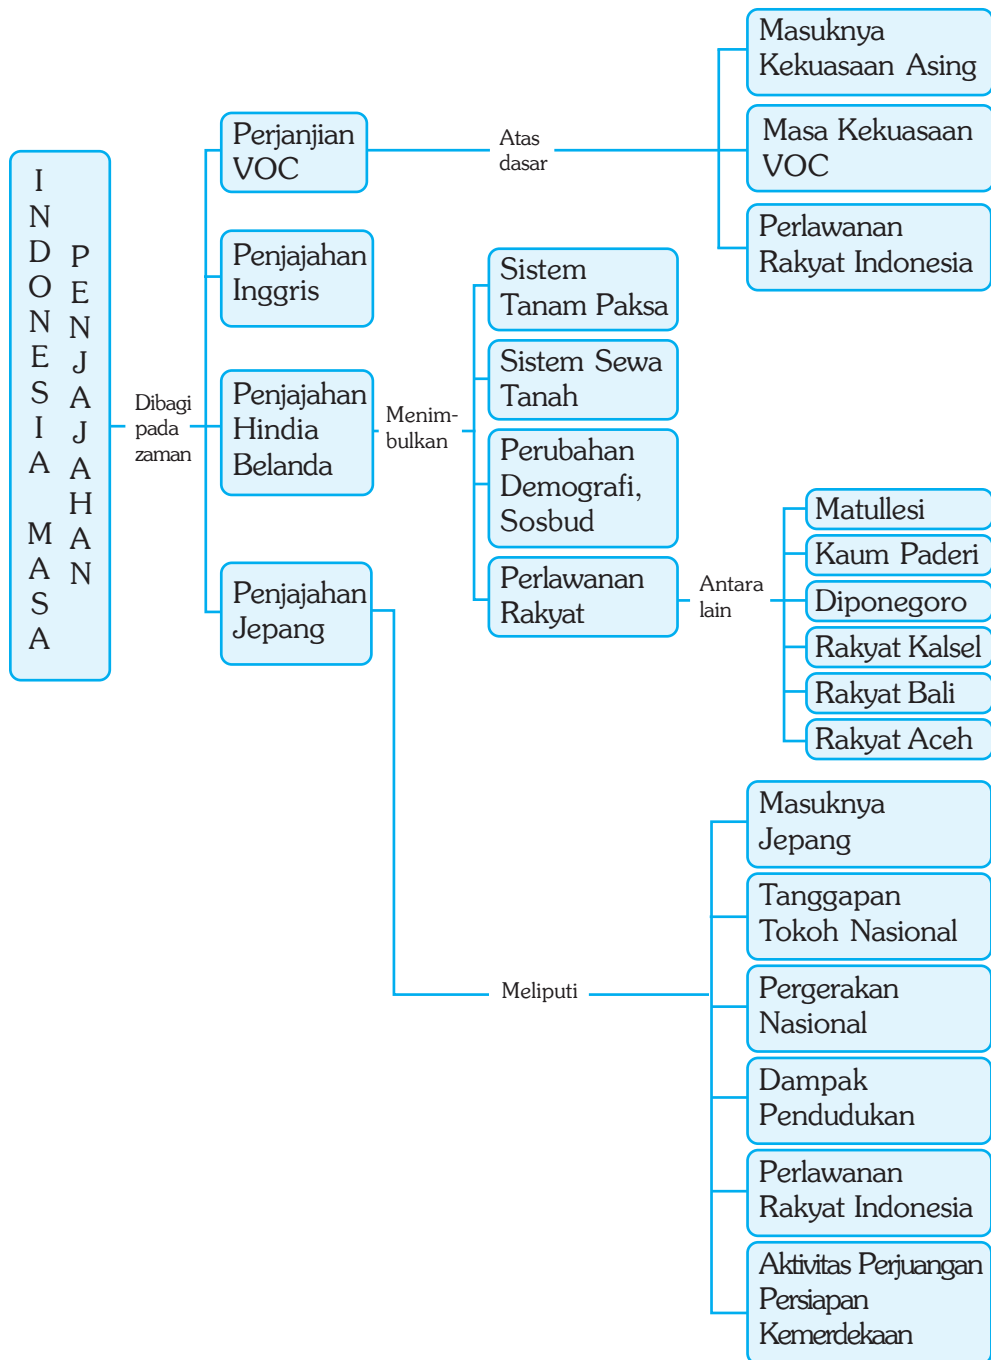 INDONESIA MASA
PENJAJAHAN
Dibagi
pada
zaman
Perjanjian
VOC
Atas
dasar
Masuknya
Kekuasaan Asing
Masa Kekuasaan
VOC
Perlawanan
Rakyat Indonesia
Penjajahan
Inggris
Penjajahan
Hindia
Belanda
Menim-
bulkan
Sistem
Tanam Paksa
Sistem Sewa
Tanah
Perubahan
Demografi,
Sosbud
Perlawanan
Rakyat
Antara
lain
Matullesi
Kaum Paderi
Diponegoro
Rakyat Kalsel
Rakyat Bali
Rakyat Aceh
Penjajahan
Jepang
Meliputi
Masuknya
Jepang
Tanggapan
Tokoh Nasional
Pergerakan
Nasional
Dampak
Pendudukan
Perlawanan
Rakyat Indonesia
Aktivitas Perjuangan
Persiapan
Kemerdekaan